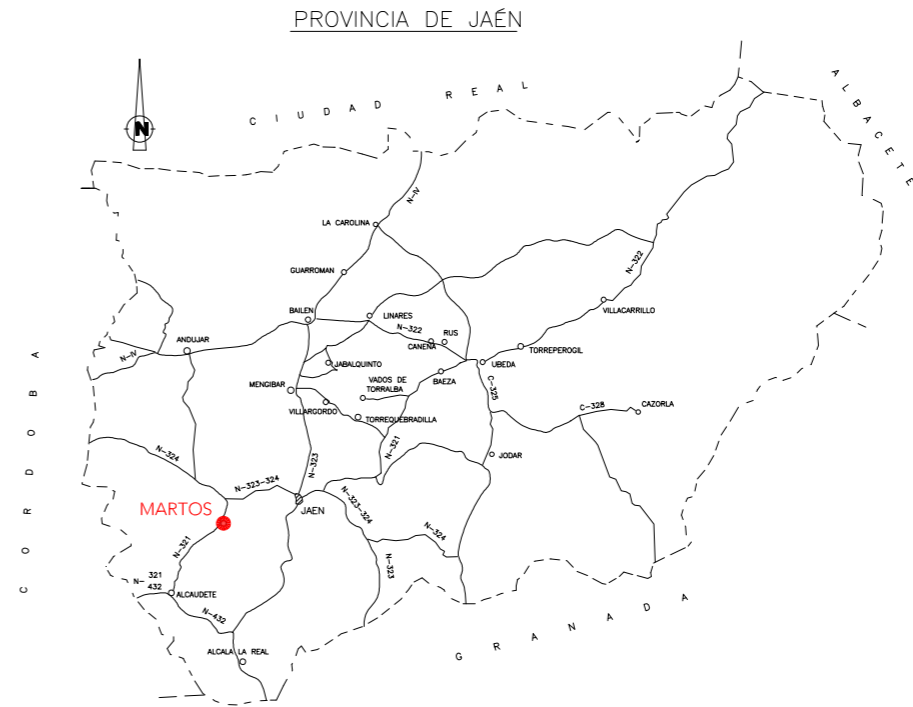 PROVINCIA DE JAÉN
CIUDAD REAL
ALBACETE
N
N-IV
LA CAROLINA
GUARROMAN
N-322
VILLACARRILLO
BAILEN
LINARES
N-322
RUS
CANENA
ANDUJAR
TORREPEROGIL
UBEDA
N-IV
JABALQUINTO
BAEZA
VADOS DE
TORRALBA
MENGIBAR
C-325
VILLARGORDO
C-328
CAZORLA
TORREQUEBRADILLA
CORDOBA
N-324
N-321
JODAR
N-323
N-323-324
MARTOS
JAEN
N-323-324
N-324
N-321
N-323
321
N-
432
ALCAUDETE
N-432
GRANADA
ALCALA LA REAL